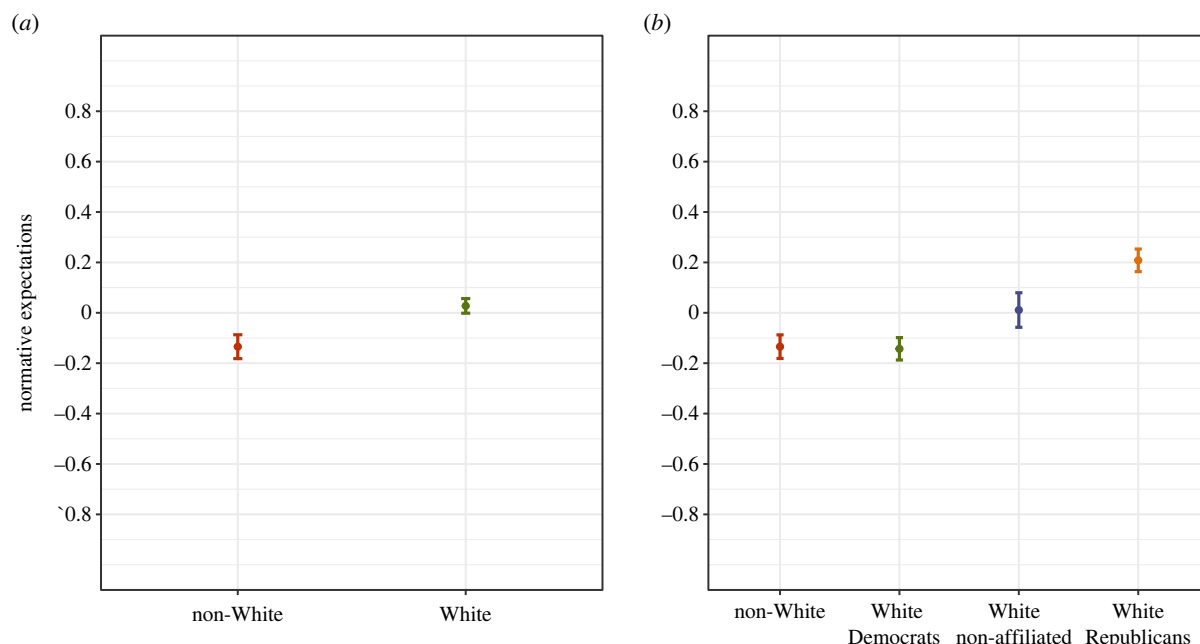 (a)
normative expectations
0.8
0.6
0.4
0.2
0
–0.2
–0.4
–0.6
`0.8
non-White
White
(b)
0.8
0.6
0.4
0.2
0
–0.2
–0.4
–0.6
–0.8
non-White
White
Democrats
White
non-affiliated
White
Republicans